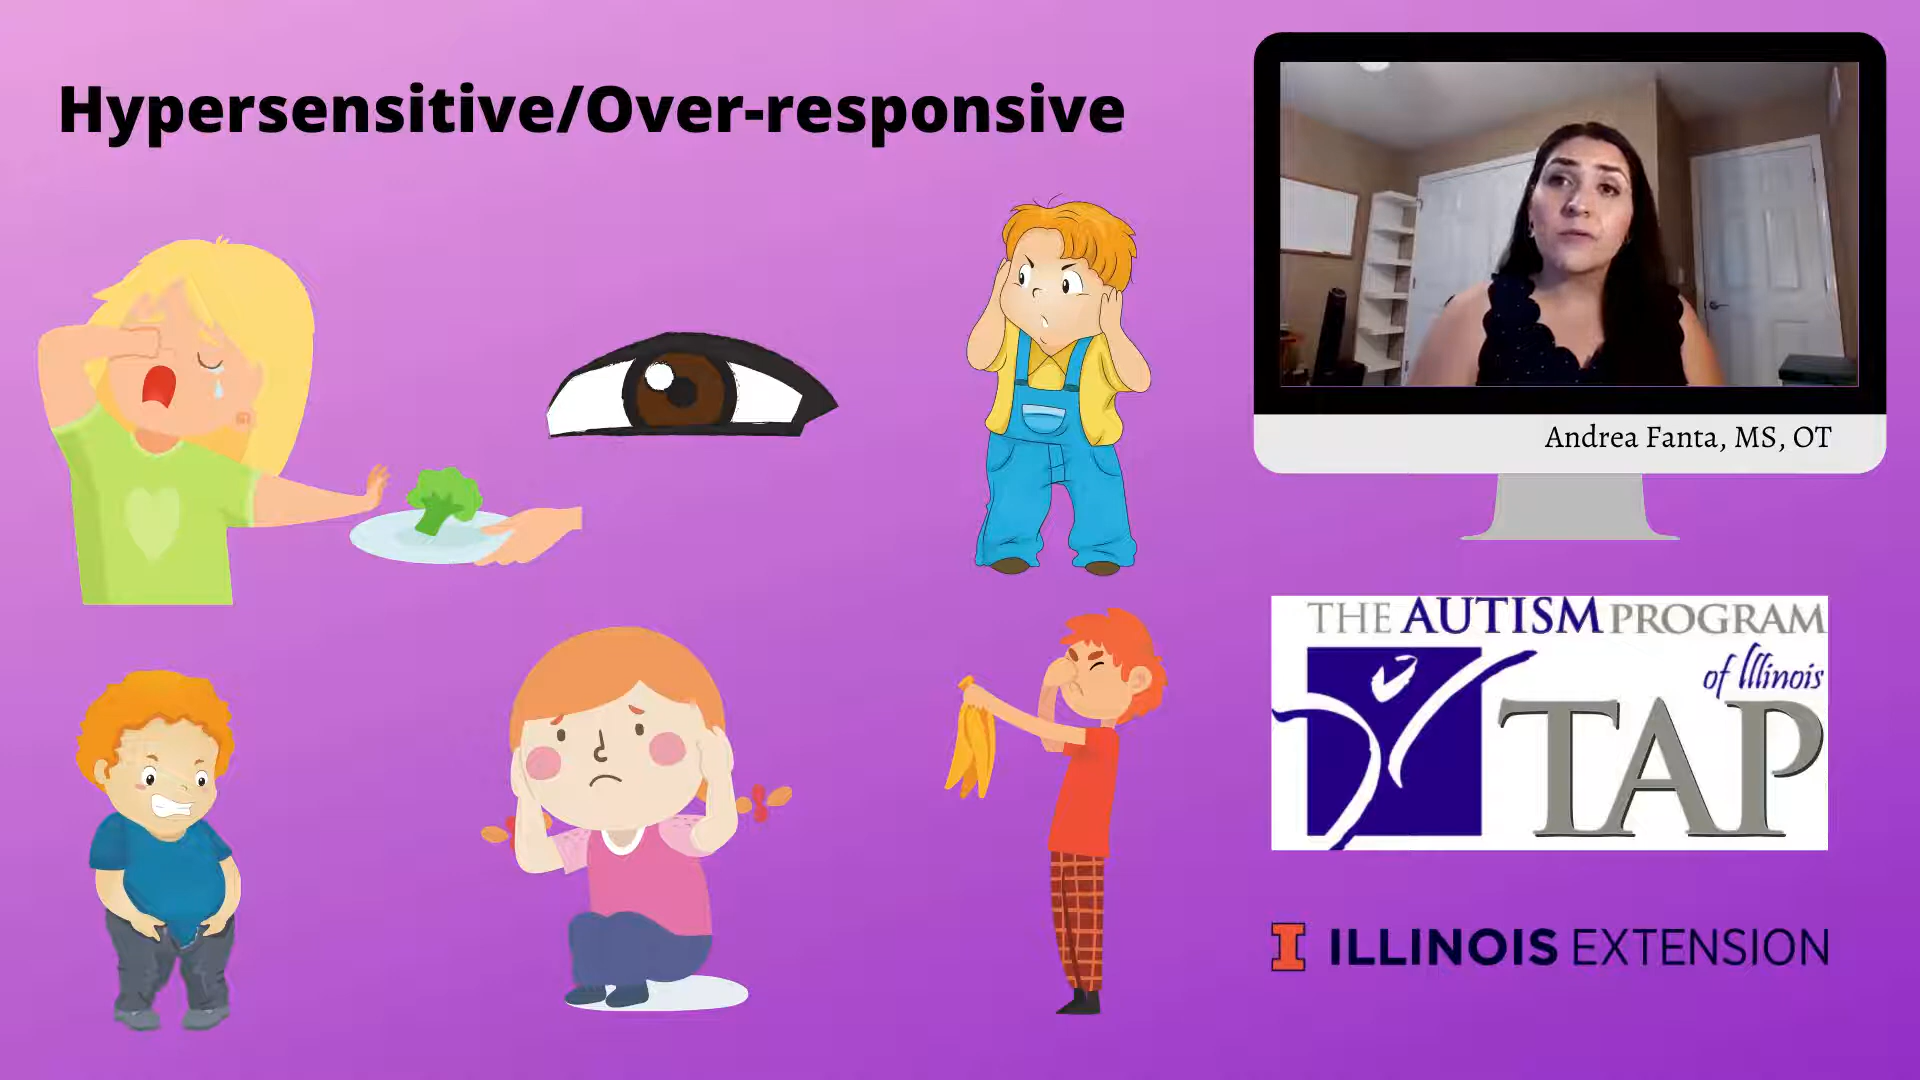 Hypersensitive/Over-responsive
Andrea Fanta, MS, OT
THE AUTISM PROGRAM
of Illinois
TAP
I ILLINOIS EXTENSION